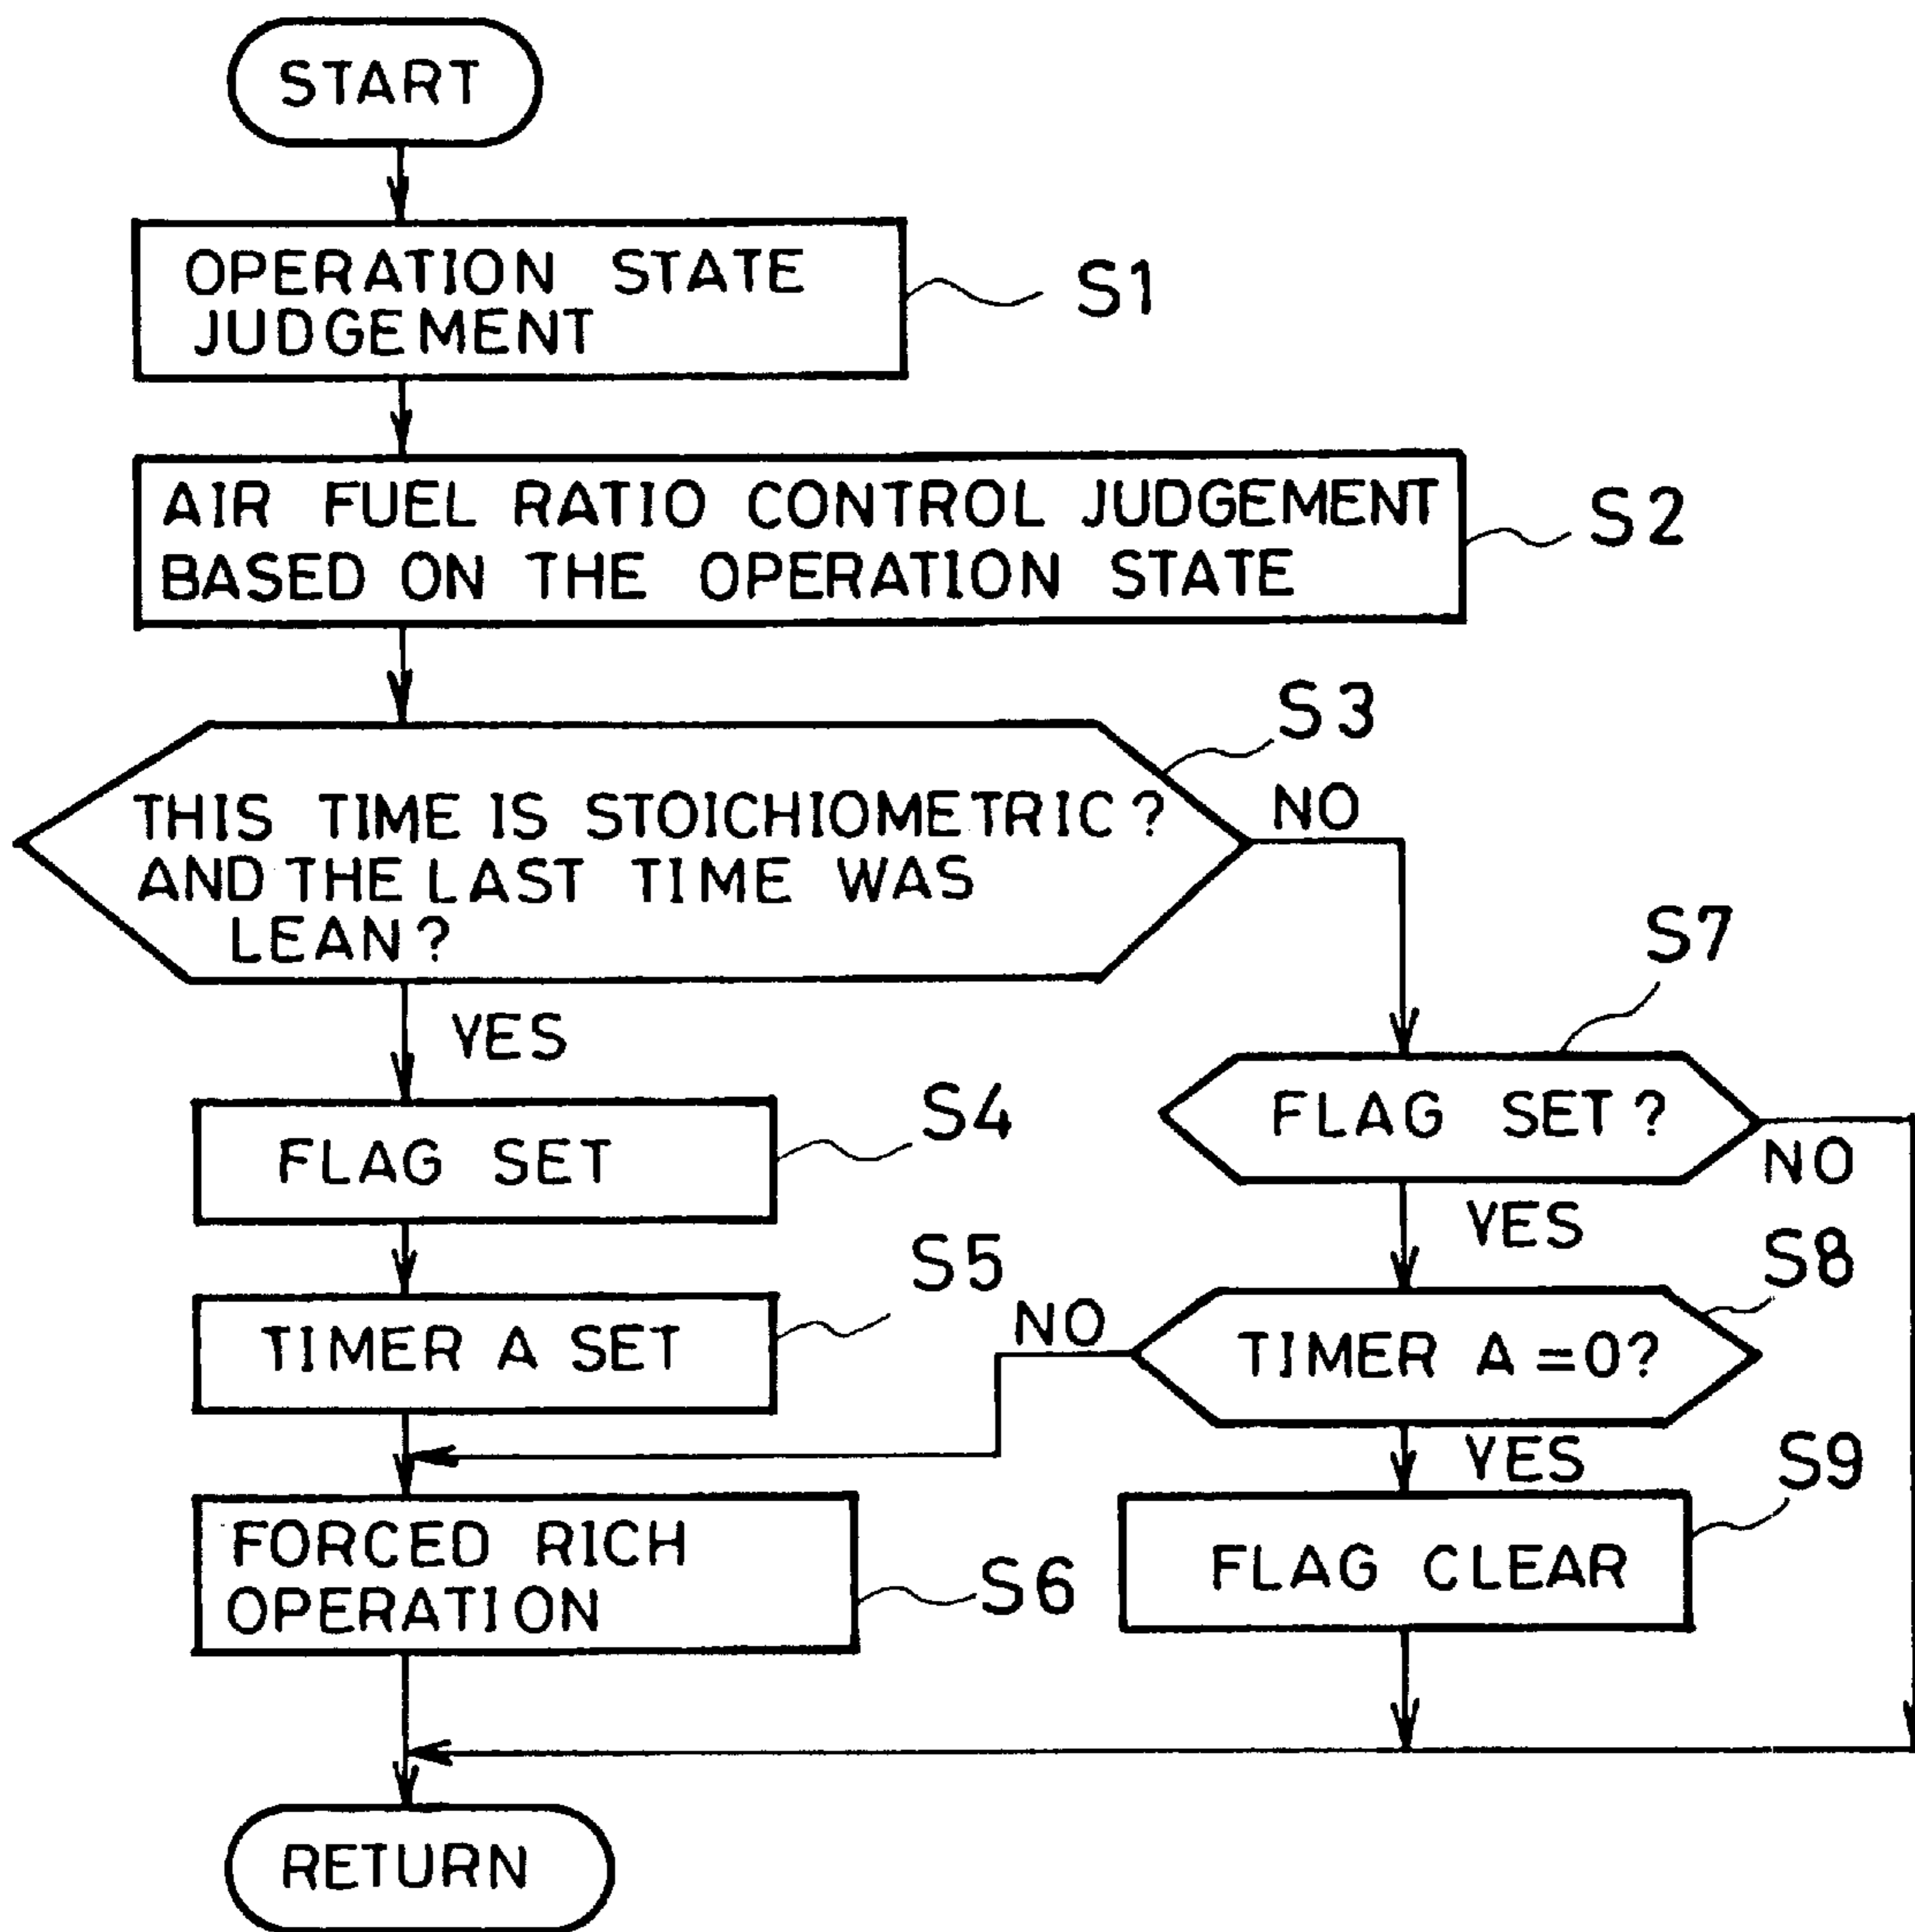 START
OPERATION STATE
JUDGEMENT
S1
AIR FUEL RATIO CONTROL JUDGEMENT
BASED ON THE OPERATION STATE
S2
S3
THIS TIME IS STOICHIOMETRIC?
AND THE LAST TIME WAS
LEAN?
NO
YES
S7
FLAG SET?
NO
YES
S4
FLAG SET
S5
TIMER A SET
S8
NO
TIMER A=0?
YES
S9
FORCED RICH
OPERATION
S6
FLAG CLEAR
RETURN